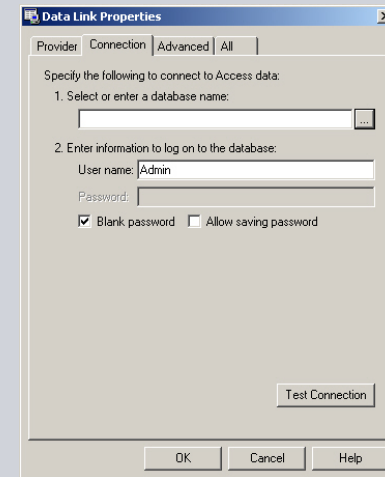 Data Link Properties
Provider Connection Advanced All
Specify the following to connect to Access data:
1. Select or enter a database name:
...
2. Enter information to log on to the database:
User name: Admin
Password:
Blank password Allow saving password
Test Connection
OK Cancel Help